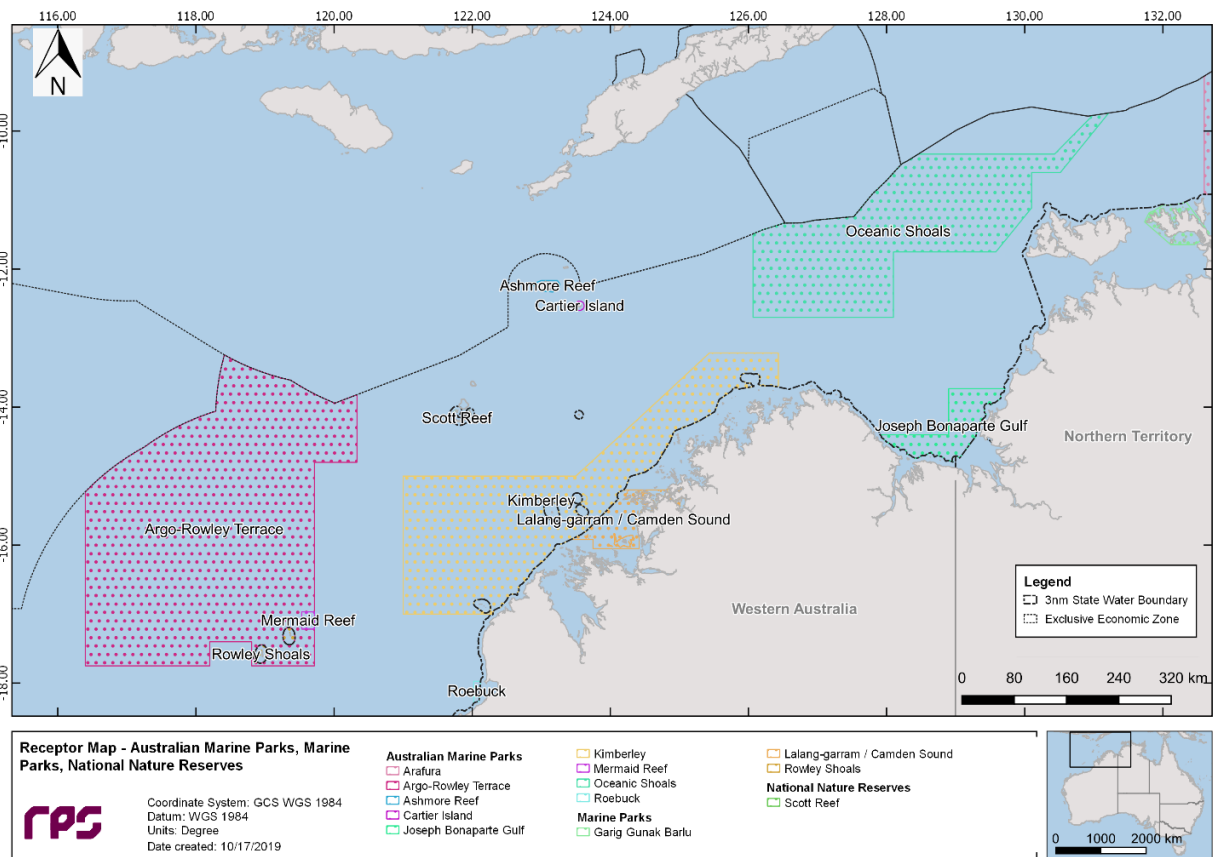 116.00 118.00 120.00 122.00 124.00 126.00 128.00 130.00 132.00
N
-10.00
-12.00
-14.00
-16.00
-18.00
Oceanic Shoals
Ashmore Reef
Cartier Island
Scott Reef
Joseph Bonaparte Gulf
Northern Territory
Kimberley
Lalang-garram / Camden Sound
Argo-Rowley Terrace
Western Australia
Mermaid Reef
Rowley Shoals
Roebuck
Legend
3nm State Water Boundary
Exclusive Economic Zone
0 80 160 240 320 km
Receptor Map - Australian Marine Parks, Marine
Parks, National Nature Reserves
rps
Coordinate System: GCS WGS 1984
Datum: WGS 1984
Units: Degree
Date created: 10/17/2019
Australian Marine Parks
Arafura
Argo-Rowley Terrace
Ashmore Reef
Cartier Island
Joseph Bonaparte Gulf
Kimberley
Mermaid Reef
Oceanic Shoals
Roebuck
Marine Parks
Garig Gunak Barlu
Lalang-garram / Camden Sound
Rowley Shoals
National Nature Reserves
Scott Reef
0 1000 2000 km